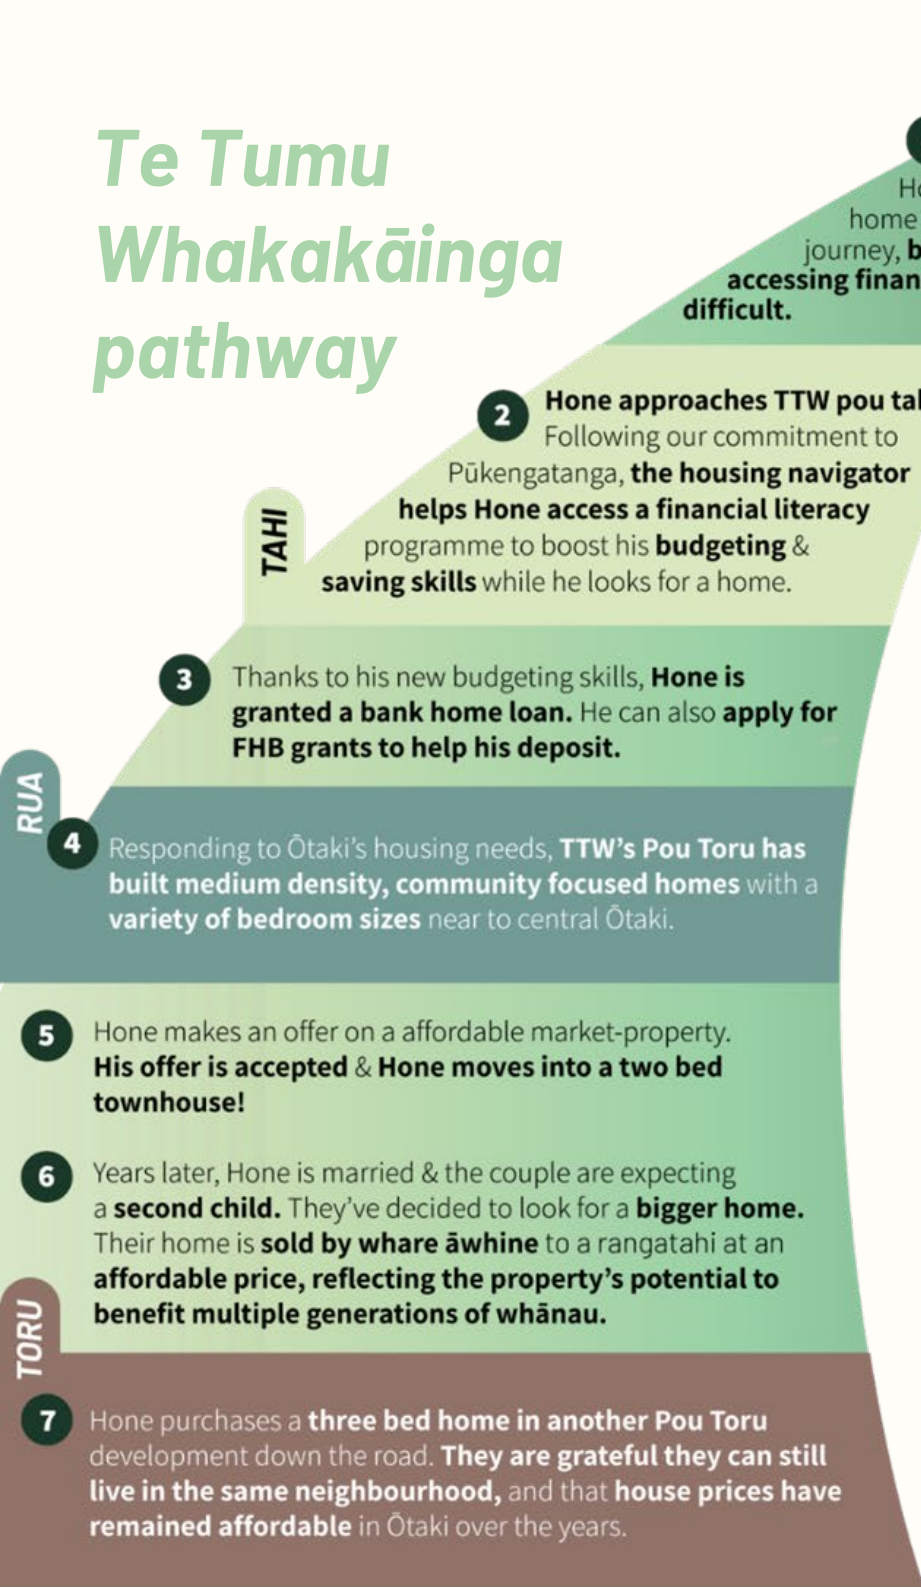 Te Tumu
Whakakāinga
pathway
home
journey,
accessing
difficult.
2
Hone approaches TTW pou
Following our commitment to
Pūkengatanga, the housing navigator
helps Hone access a financial literacy
programme to boost his budgeting &
saving skills while he looks for a home.
TAHI
3
Thanks to his new budgeting skills, Hone is
granted a bank home loan. He can also apply for
FHB grants to help his deposit.
RUA
4
Responding to Ōtaki's housing needs, TTW's Pou Toru has
built medium density, community focused homes with a
variety of bedroom sizes near to central Ōtaki.
5
Hone makes an offer on a affordable market-property.
His offer is accepted & Hone moves into a two bed
townhouse!
6
Years later, Hone is married & the couple are expecting
a second child. They've decided to look for a bigger home.
Their home is sold by whare āwhine to a rangatahi at an
affordable price, reflecting the property's potential to
benefit multiple generations of whānau.
TORU
7
Hone purchases a three bed home in another Pou Toru
development down the road. They are grateful they can still
live in the same neighbourhood, and that house prices have
remained affordable in Ōtaki over the years.